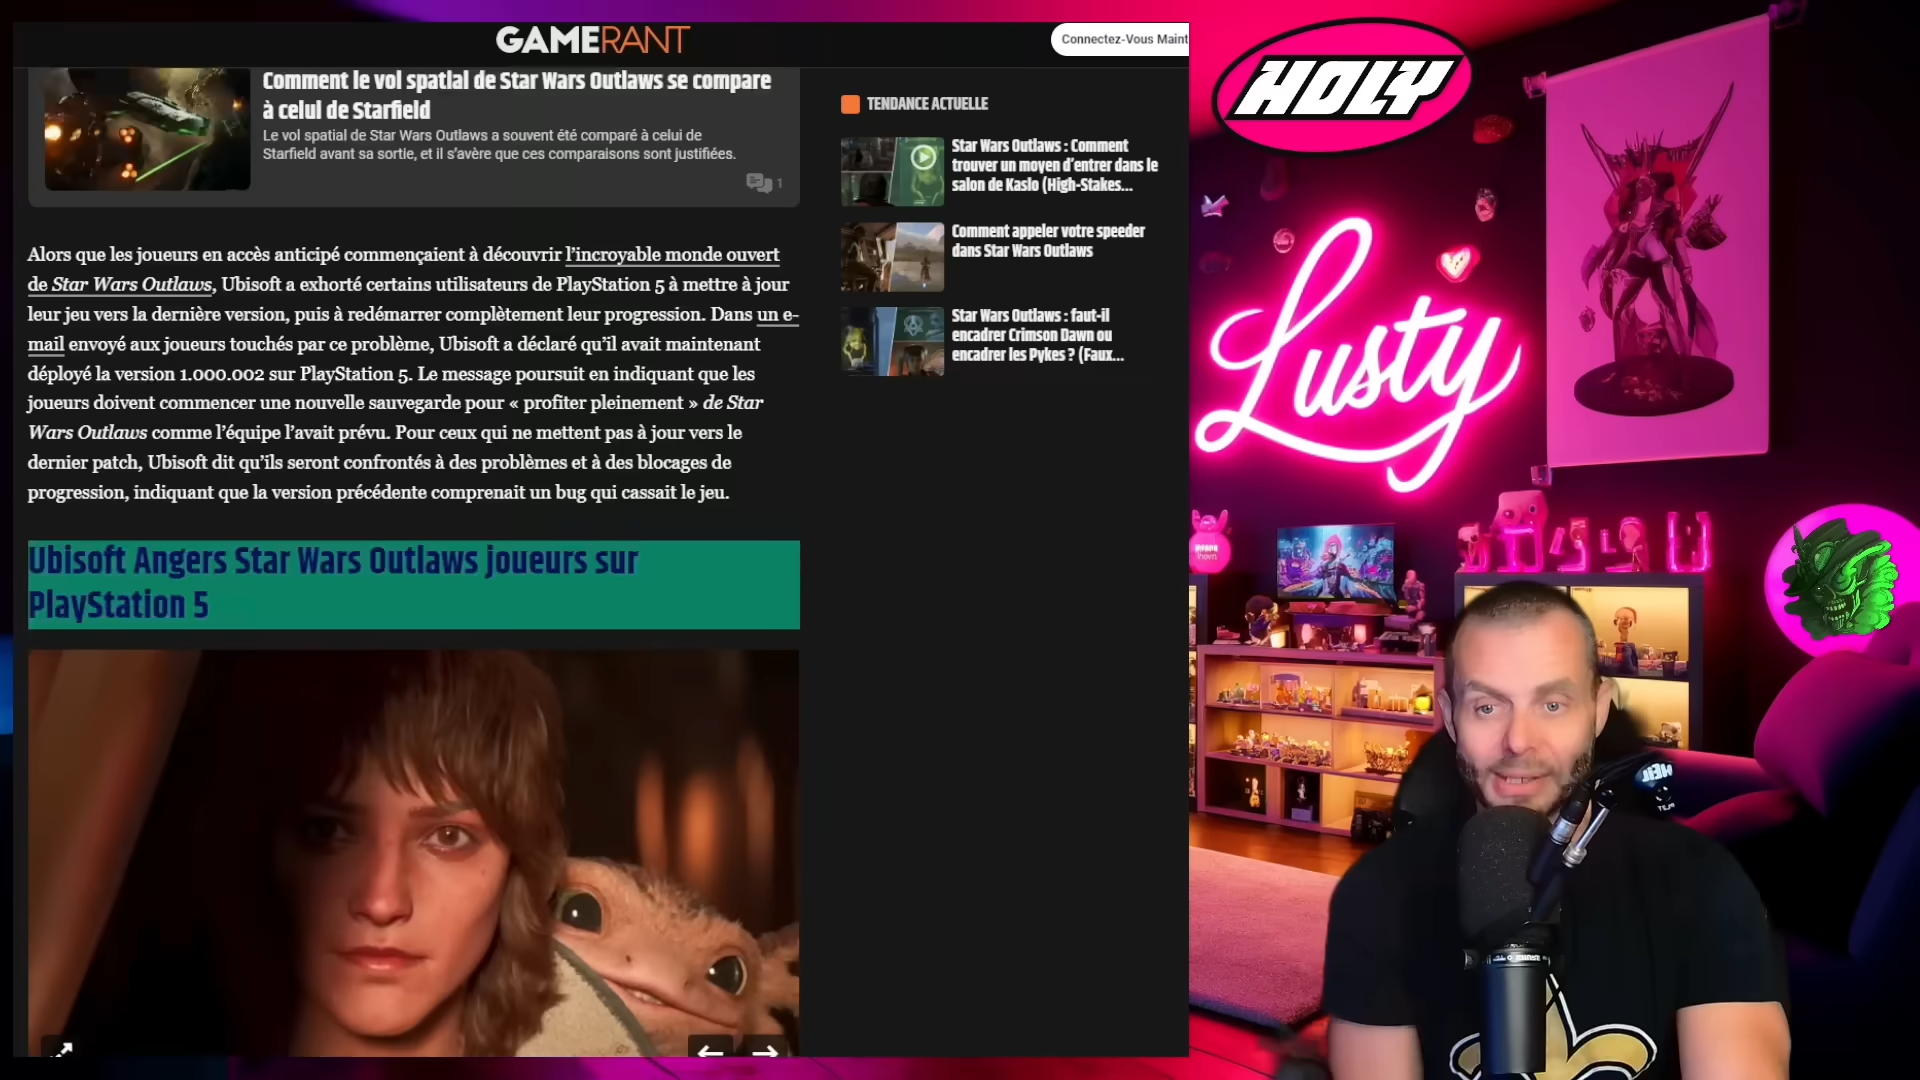 GAMERANT
Connectez-Vous Maint
Comment le vol spatial de Star Wars Outlaws se compare
à celui de Starfield
Le vol spatial de Star Wars Outlaws a souvent été comparé à celui de
Starfield avant sa sortie, et il s'avère que ces comparaisons sont justifiées.
1
Alors que les joueurs en accès anticipé commençaient à découvrir l'incroyable monde ouvert
de Star Wars Outlaws, Ubisoft a exhorté certains utilisateurs de PlayStation 5 à mettre à jour
leur jeu vers la dernière version, puis à redémarrer complètement leur progression. Dans un e-
mail envoyé aux joueurs touchés par ce problème, Ubisoft a déclaré qu'il avait maintenant
déployé la version 1.000.002 sur PlayStation 5. Le message poursuit en indiquant que les
joueurs doivent commencer une nouvelle sauvegarde pour « profiter pleinement » de Star
Wars Outlaws comme l'équipe l'avait prévu. Pour ceux qui ne mettent pas à jour vers le
dernier patch, Ubisoft dit qu'ils seront confrontés à des problèmes et à des blocages de
progression, indiquant que la version précédente comprenait un bug qui cassait le jeu.
Ubisoft Angers Star Wars Outlaws joueurs sur
PlayStation 5
TENDANCE ACTUELLE
Star Wars Outlaws : Comment
trouver un moyen d'entrer dans le
salon de Kaslo (High-Stakes...
Comment appeler votre speeder
dans Star Wars Outlaws
Star Wars Outlaws : faut-il
encadrer Crimson Dawn ou
encadrer les Pykes ? (Faux...
HOLY
Lusty